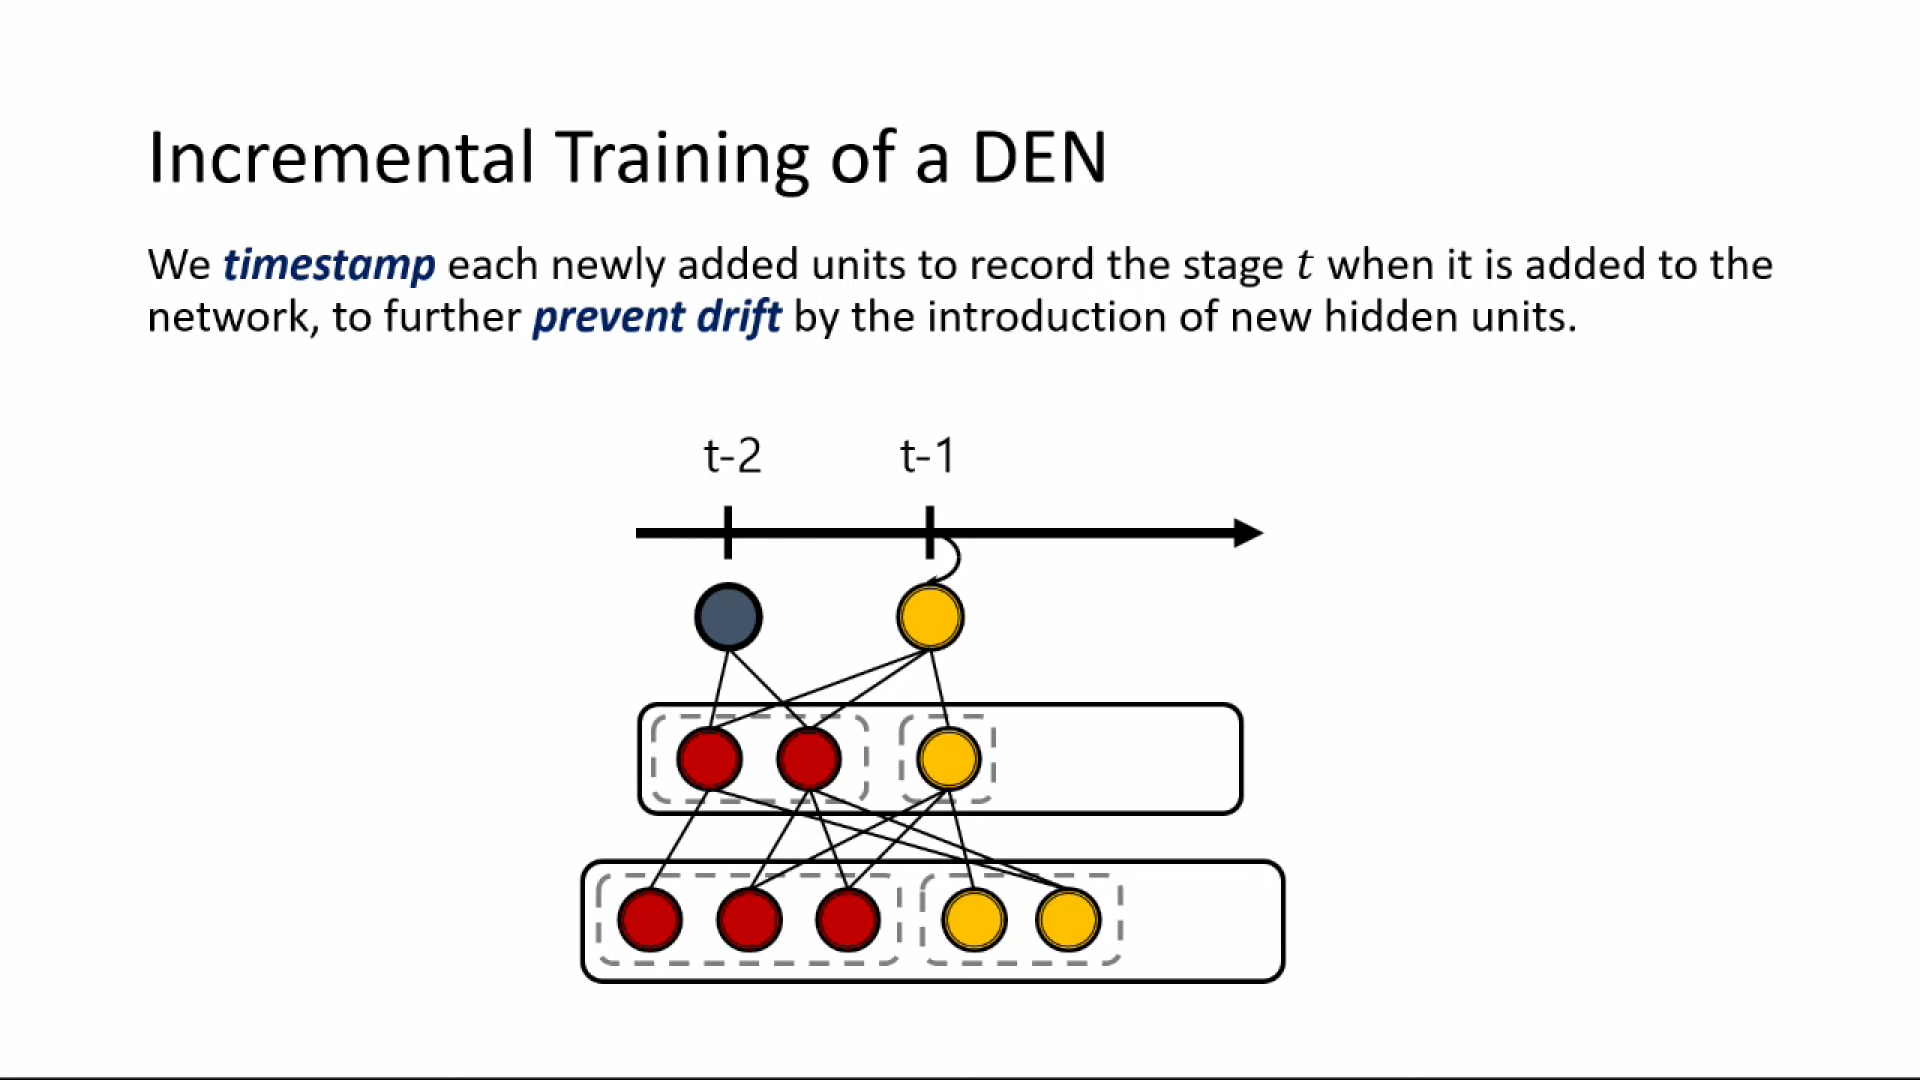 Incremental Training of a DEN
We timestamp each newly added units to record the stage t when it is added to the
network, to further prevent drift by the introduction of new hidden units.
t-2 t-1